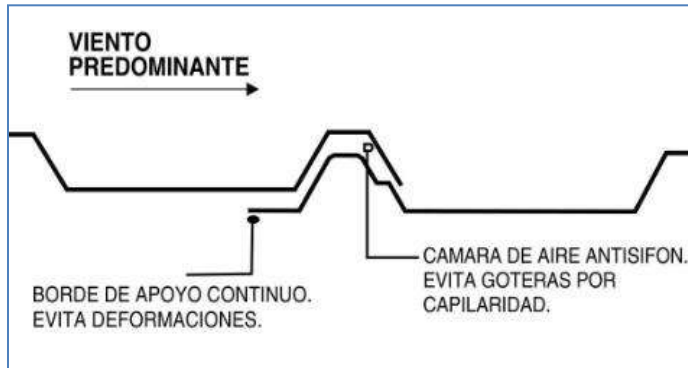 VIENTO
PREDOMINANTE
CAMARA DE AIRE ANTISIFON.
EVITA GOTERAS POR
CAPILARIDAD.
BORDE DE APOYO CONTINUO.
EVITA DEFORMACIONES.